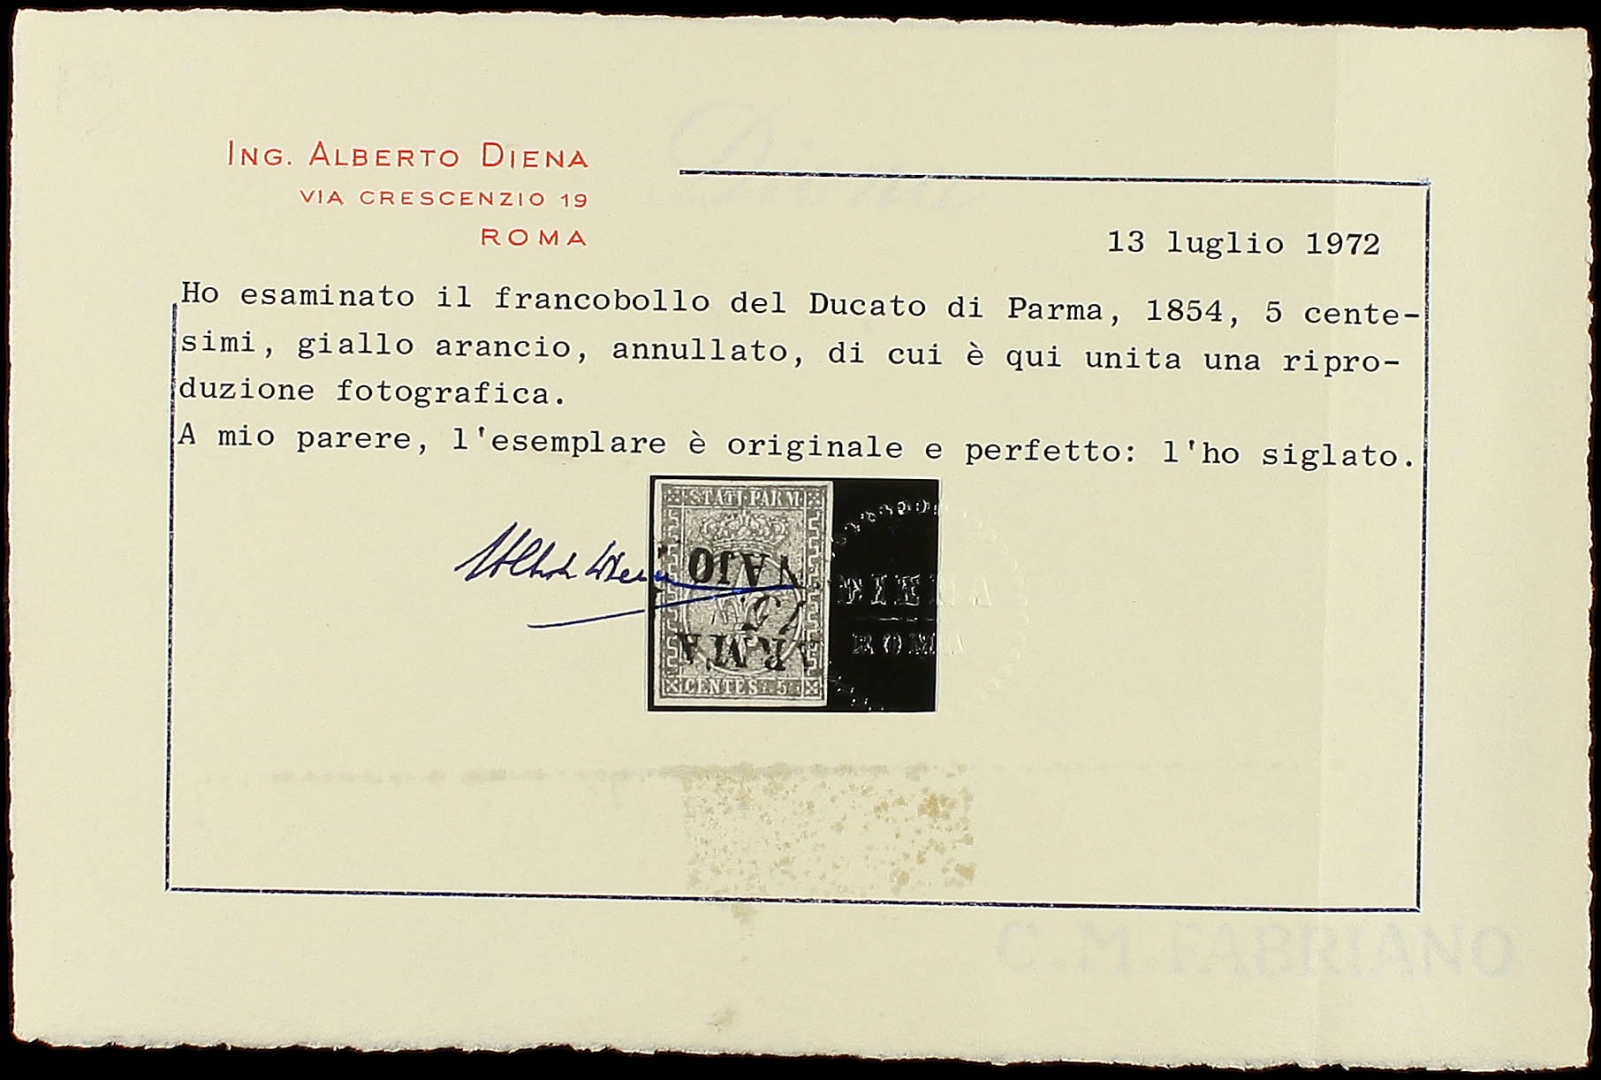 ING. ALBERTO DIENA
VIA CRESCENZIO 19
ROMA
13 luglio 1972
Ho esaminato il francobollo del Ducato di Parma, 1854, 5 cente-
simi, giallo arancio, annullato, di cui è qui unita una ripro-
duzione fotografica.
A mio parere, l'esemplare è originale e perfetto: l'ho siglato.
STATI PARM
CENTES: 5
DIENA
ROMA
Diena
C.M.FABRIANO